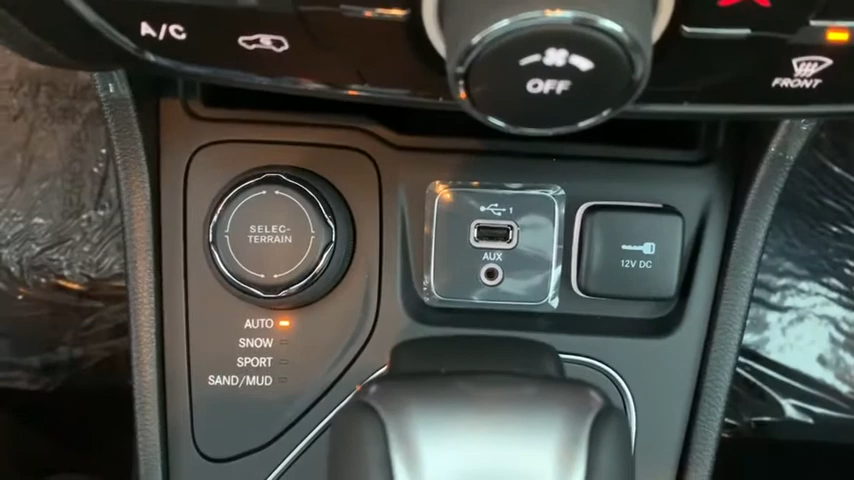 A/C
OFF
FRONT
SELEC-
TERRAIN
AUTO
SNOW
SPORT
SAND/MUD
1
AUX
12V DC